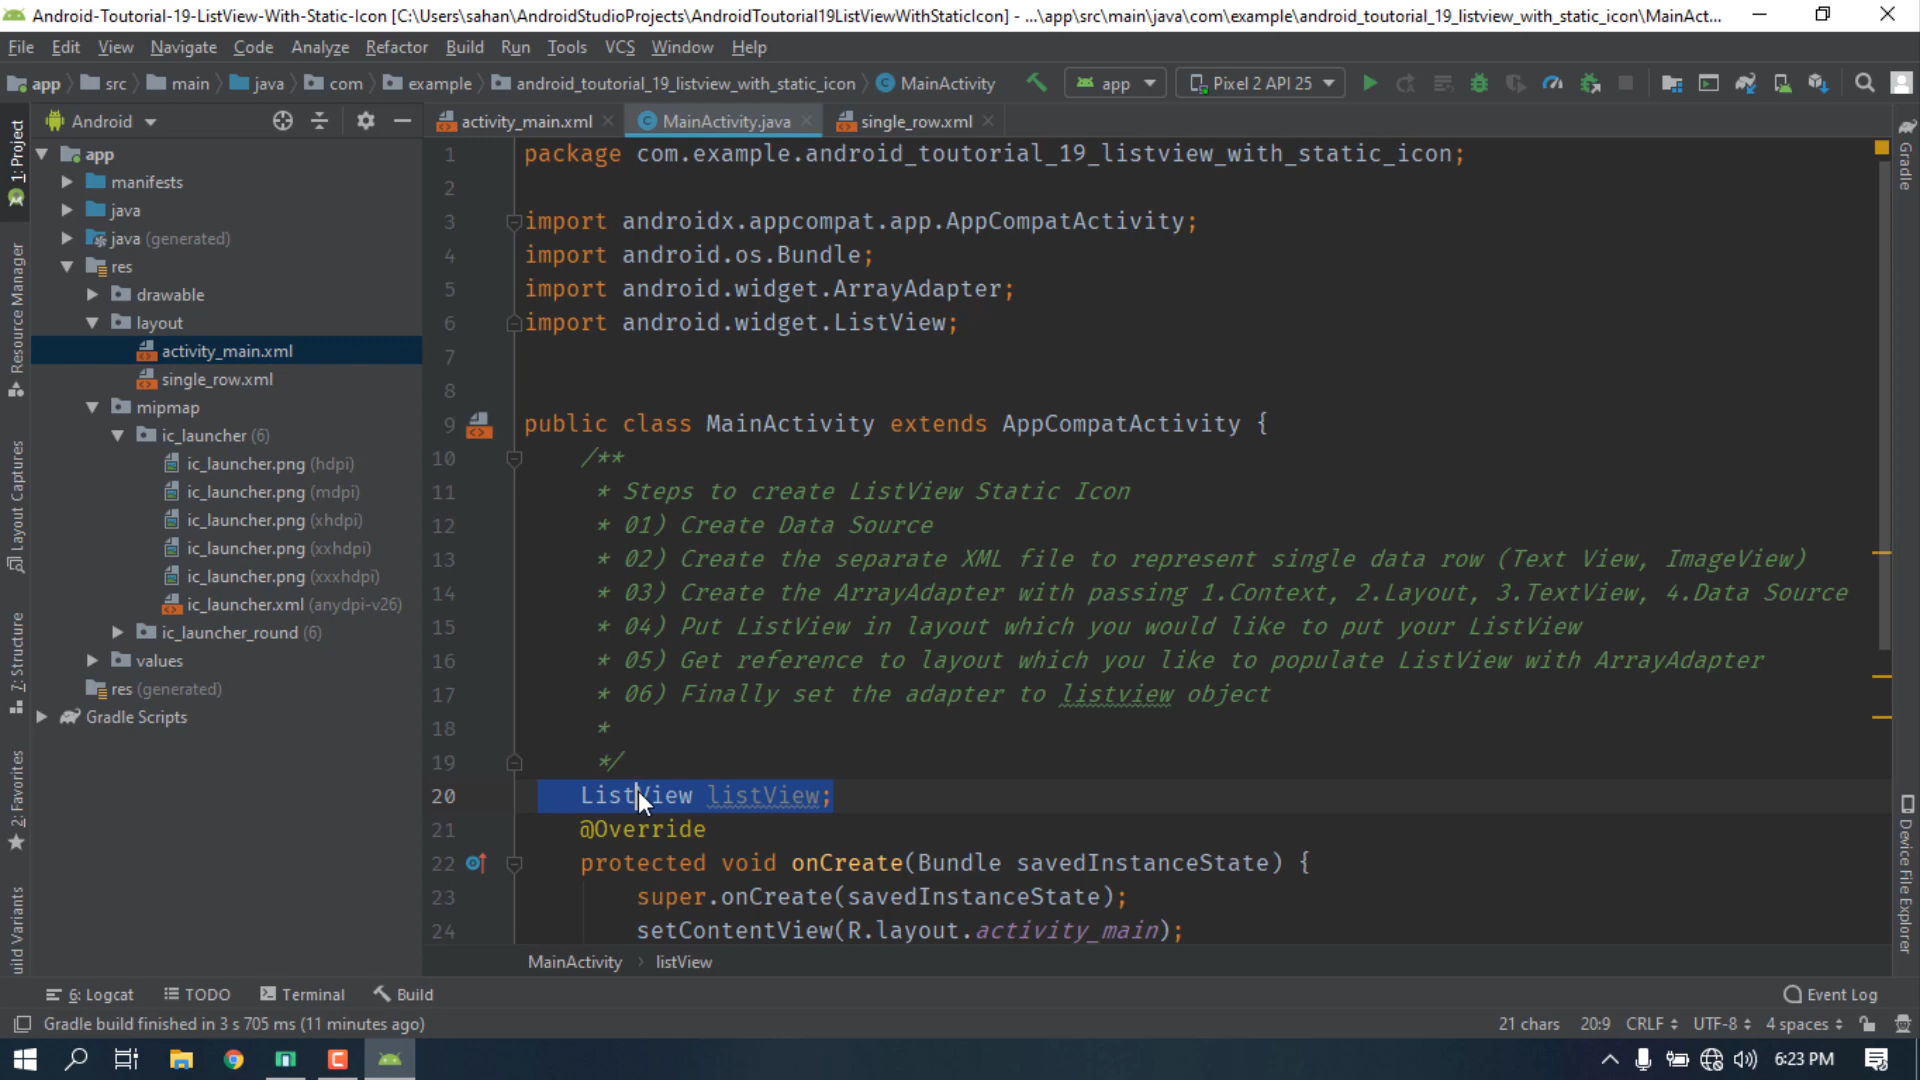 Android-Toutorial-19-ListView-With-Static-Icon [C:\Users\sahan\AndroidStudioProjects\AndroidToutorial19ListViewWithStaticIcon] - ...\app\src\main\java\com\example\android_toutorial_19_listview_with_static_icon\MainAct...
File Edit View Navigate Code Analyze Refactor Build Run Tools VCS Window Help
app src main java com example android_toutorial_19_listview_with_static_icon MainActivity app Pixel 2 API 25
Android
activity_main.xml MainActivity.java single_row.xml
1: Project
Resource Manager
Layout Captures
7: Structure
2: Favorites
uild Variants
app
manifests
java
java (generated)
res
drawable
layout
activity_main.xml
single_row.xml
mipmap
ic_launcher (6)
ic_launcher.png (hdpi)
ic_launcher.png (mdpi)
ic_launcher.png (xhdpi)
ic_launcher.png (xxhdpi)
ic_launcher.png (xxxhdpi)
ic_launcher.xml (anydpi-v26)
ic_launcher_round (6)
values
res (generated)
Gradle Scripts
1 package com.example.android_toutorial_19_listview_with_static_icon;
2
3 import androidx.appcompat.app.AppCompatActivity;
4 import android.os.Bundle;
5 import android.widget.ArrayAdapter;
6 import android.widget.ListView;
7
8
9 public class MainActivity extends AppCompatActivity {
10 /**
11 * Steps to create ListView Static Icon
12 * 01) Create Data Source
13 * 02) Create the separate XML file to represent single data row (Text View, ImageView)
14 * 03) Create the ArrayAdapter with passing 1.Context, 2.Layout, 3.TextView, 4.Data Source
15 * 04) Put ListView in layout which you would like to put your ListView
16 * 05) Get reference to layout which you like to populate ListView with ArrayAdapter
17 * 06) Finally set the adapter to listview object
18 *
19 */
20 ListView listView;
21 @Override
22 protected void onCreate(Bundle savedInstanceState) {
23 super.onCreate(savedInstanceState);
24 setContentView(R.layout.activity_main);
MainActivity listView
Gradle
Device File Explorer
6: Logcat TODO Terminal Build Event Log
Gradle build finished in 3 s 705 ms (11 minutes ago) 21 chars 20:9 CRLF UTF-8 4 spaces
6:23 PM